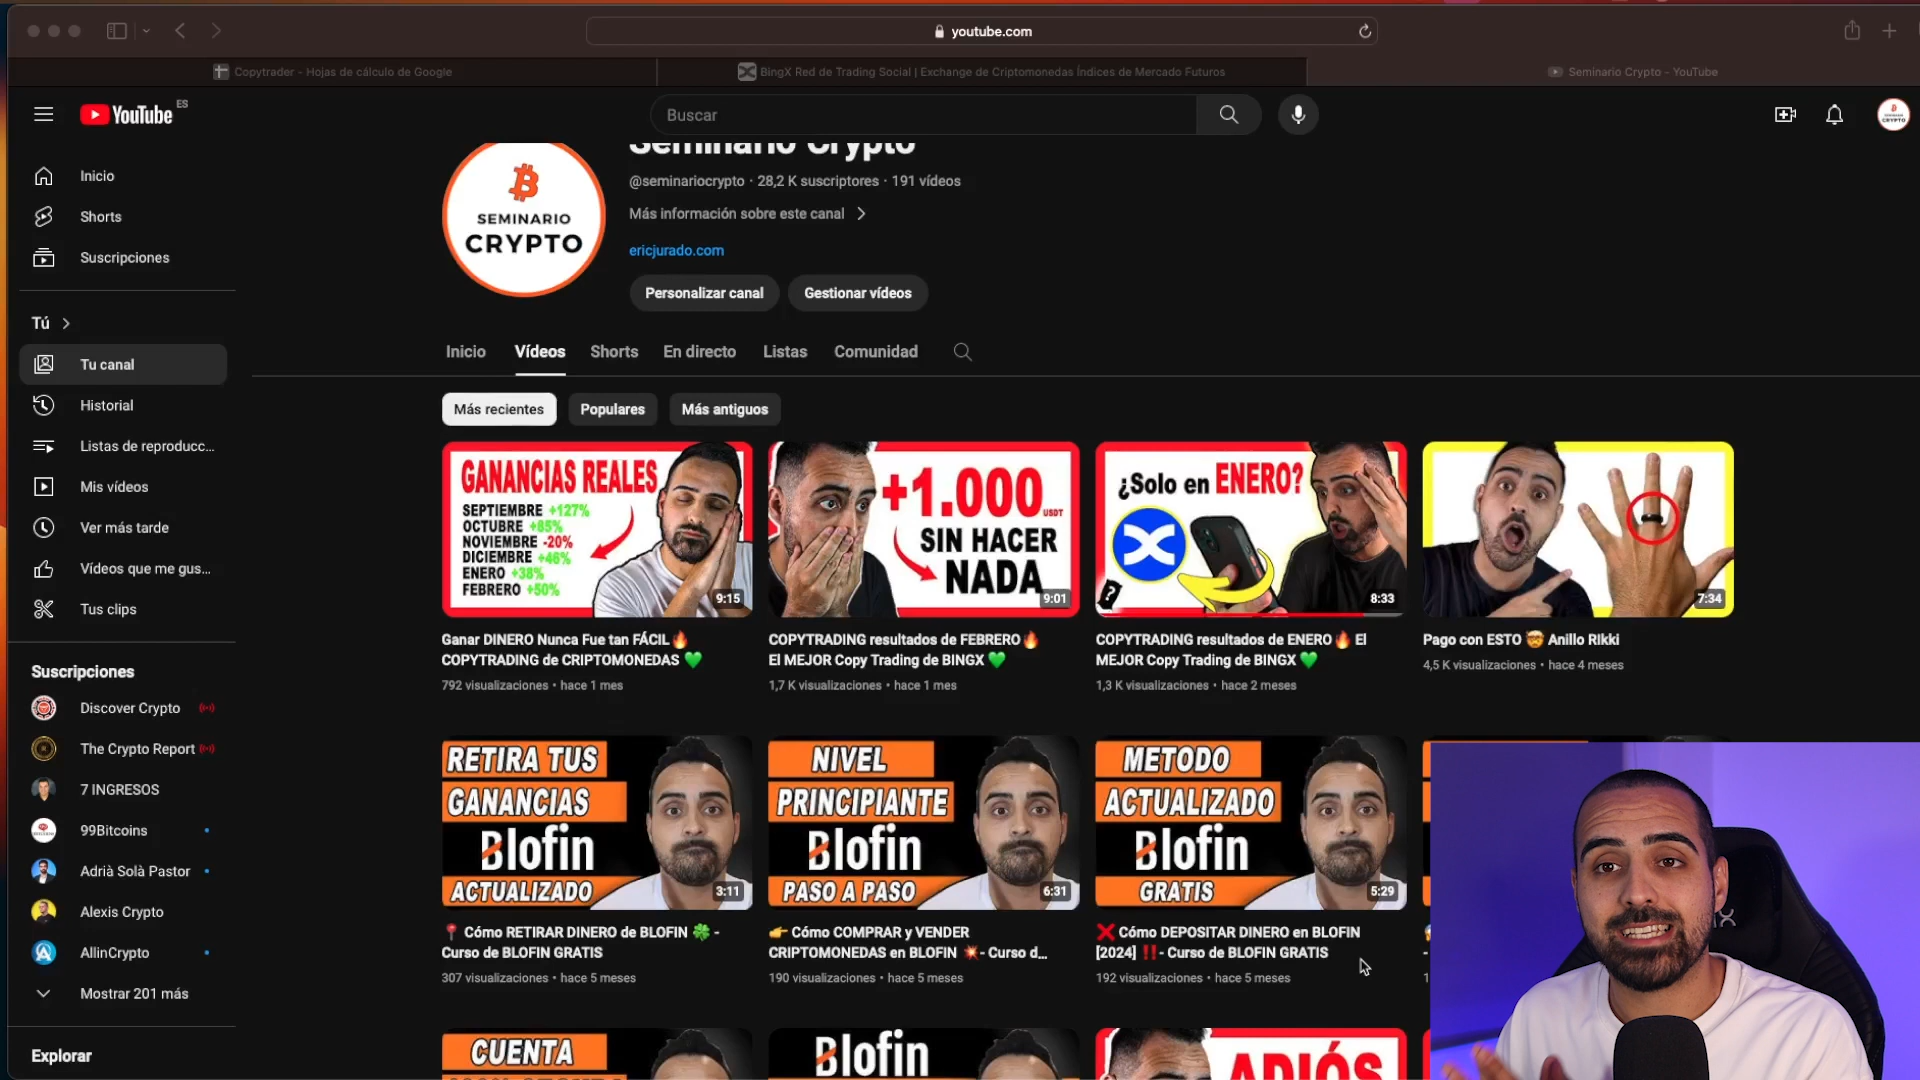 youtube.com
Copytrader - Hojas de cálculo de Google
BingX Red de Trading Social | Exchange de Criptomonedas Índices de Mercado Futuros
Seminario Crypto - YouTube
YouTube ES
Buscar
Seminario Crypto
@seminariocrypto · 28,2 K suscriptores · 191 vídeos
Más información sobre este canal
ericjurado.com
Personalizar canal
Gestionar vídeos
SEMINARIO
CRYPTO
Inicio
Shorts
Suscripciones
Tú
Tu canal
Historial
Listas de reproducc...
Mis vídeos
Ver más tarde
Vídeos que me gus...
Tus clips
Suscripciones
Discover Crypto
The Crypto Report
7 INGRESOS
99Bitcoins
Adrià Solà Pastor
Alexis Crypto
AllinCrypto
Mostrar 201 más
Explorar
Inicio Vídeos Shorts En directo Listas Comunidad
Más recientes Populares Más antiguos
GANANCIAS REALES
SEPTIEMBRE +127%
OCTUBRE +85%
NOVIEMBRE -20%
DICIEMBRE +46%
ENERO +38%
FEBRERO +50%
9:15
Ganar DINERO Nunca Fue tan FÁCIL🔥
COPYTRADING de CRIPTOMONEDAS 💚
792 visualizaciones · hace 1 mes
+1.000 USDT
SIN HACER
NADA
9:01
COPYTRADING resultados de FEBRERO🔥
El MEJOR Copy Trading de BINGX 💚
1,7 K visualizaciones · hace 1 mes
¿Solo en ENERO?
?
8:33
COPYTRADING resultados de ENERO🔥 El
MEJOR Copy Trading de BINGX 💚
1,3 K visualizaciones · hace 2 meses
7:34
Pago con ESTO 🤯 Anillo RIkki
4,5 K visualizaciones · hace 4 meses
RETIRA TUS
GANANCIAS
Blofin
ACTUALIZADO
3:11
📍 Cómo RETIRAR DINERO de BLOFIN 🍀 -
Curso de BLOFIN GRATIS
307 visualizaciones · hace 5 meses
NIVEL
PRINCIPIANTE
Blofin
PASO A PASO
6:31
👉 Cómo COMPRAR y VENDER
CRIPTOMONEDAS en BLOFIN 💥- Curso d...
190 visualizaciones · hace 5 meses
METODO
ACTUALIZADO
Blofin
GRATIS
5:29
❌ Cómo DEPOSITAR DINERO en BLOFIN
[2024] ‼️- Curso de BLOFIN GRATIS
192 visualizaciones · hace 5 meses
CUENTA
Blofin
ADIÓS